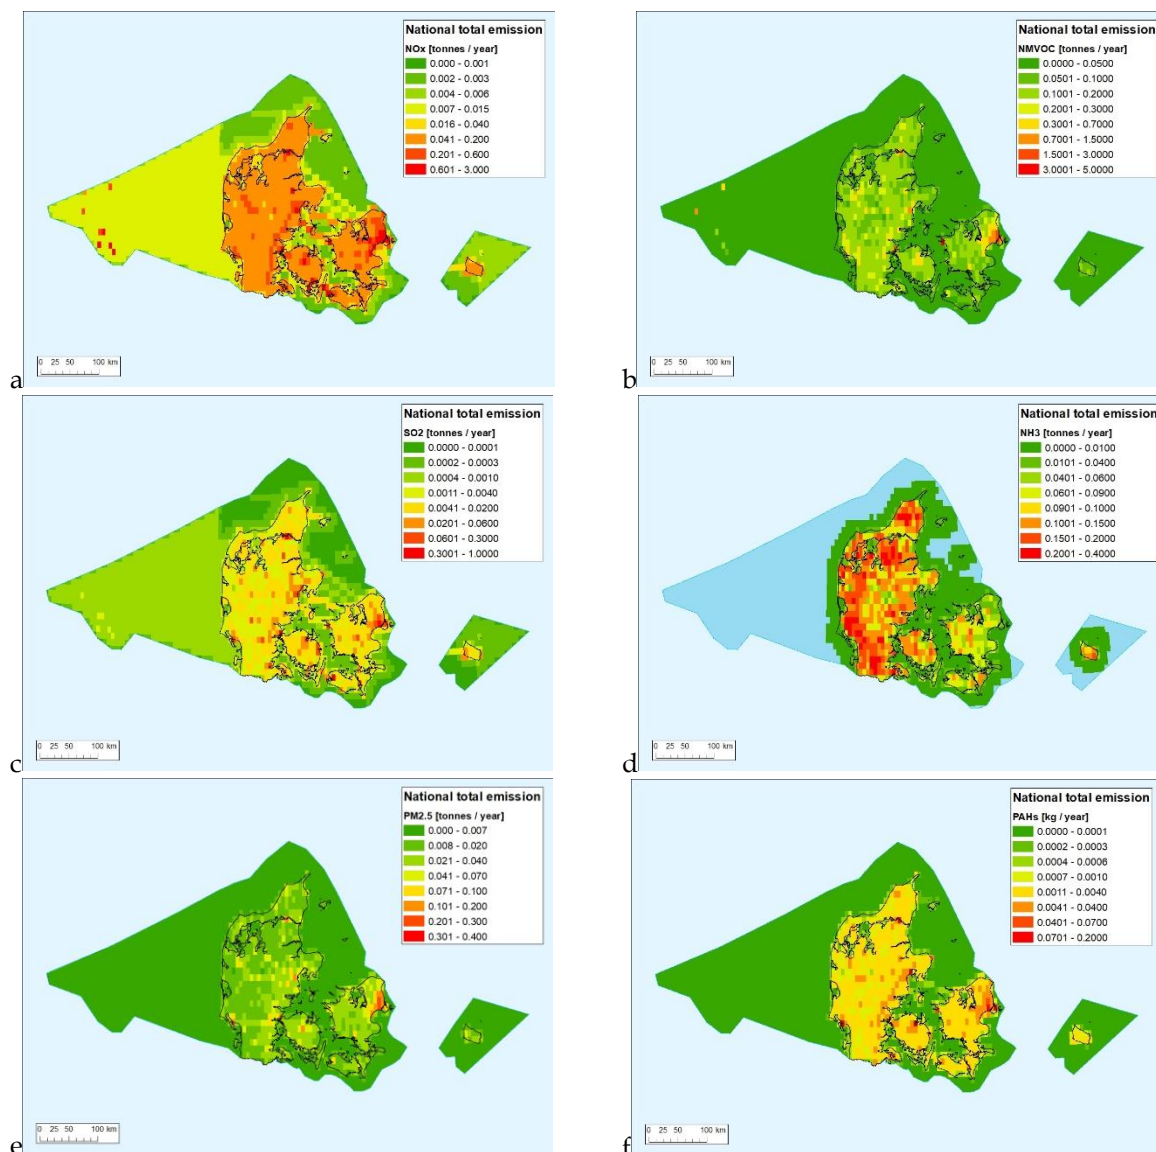 National total emission
NOx [tonnes / year]
0.000 - 0.001
0.002 - 0.003
0.004 - 0.006
0.007 - 0.015
0.016 - 0.040
0.041 - 0.200
0.201 - 0.600
0.601 - 3.000
0 25 50 100 km
a
National total emission
NMVOC [tonnes / year]
0.0000 - 0.0500
0.0501 - 0.1000
0.1001 - 0.2000
0.2001 - 0.3000
0.3001 - 0.7000
0.7001 - 1.5000
1.5001 - 3.0000
3.0001 - 5.0000
0 25 50 100 km
b
National total emission
SO2 [tonnes / year]
0.0000 - 0.0001
0.0002 - 0.0003
0.0004 - 0.0010
0.0011 - 0.0040
0.0041 - 0.0200
0.0201 - 0.0600
0.0601 - 0.3000
0.3001 - 1.0000
0 25 50 100 km
c
National total emission
NH3 [tonnes / year]
0.0000 - 0.0100
0.0101 - 0.0400
0.0401 - 0.0600
0.0601 - 0.0900
0.0901 - 0.1000
0.1001 - 0.1500
0.1501 - 0.2000
0.2001 - 0.4000
0 25 50 100 km
d
National total emission
PM2.5 [tonnes / year]
0.000 - 0.007
0.008 - 0.020
0.021 - 0.040
0.041 - 0.070
0.071 - 0.100
0.101 - 0.200
0.201 - 0.300
0.301 - 0.400
0 25 50 100 km
e
National total emission
PAHs [kg / year]
0.0000 - 0.0001
0.0002 - 0.0003
0.0004 - 0.0006
0.0007 - 0.0010
0.0011 - 0.0040
0.0041 - 0.0400
0.0401 - 0.0700
0.0701 - 0.2000
0 25 50 100 km
f